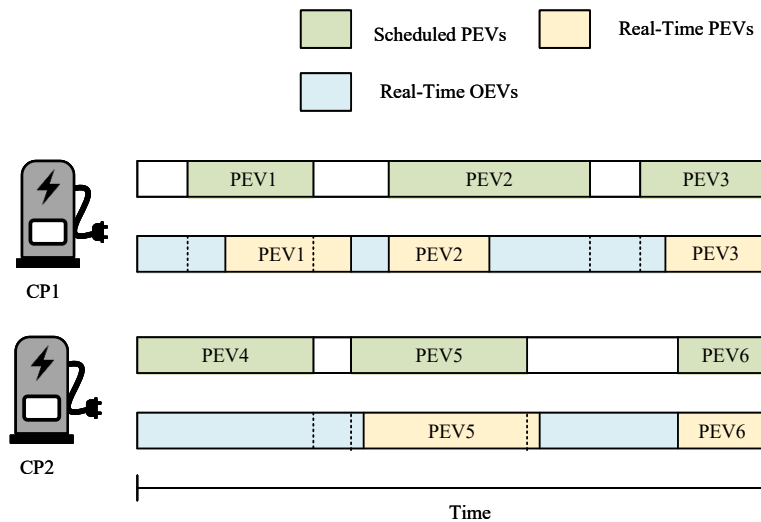 Scheduled PEVs
Real-Time PEVs
Real-Time OEVs
PEV1
PEV2
PEV3
PEV1
PEV2
PEV3
CP1
PEV4
PEV5
PEV6
PEV5
PEV6
CP2
Time